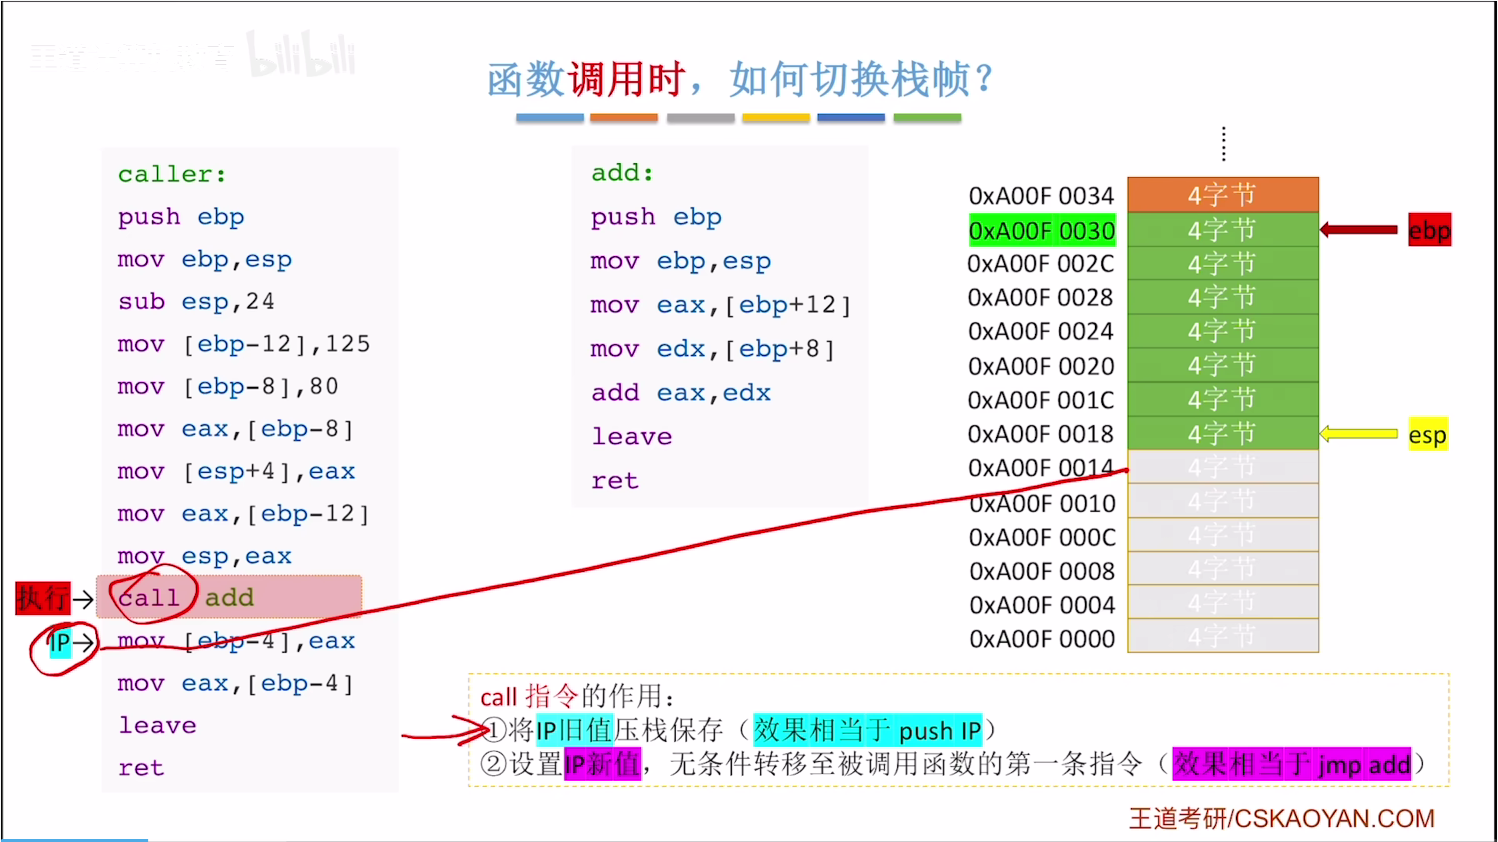 bilibili
函数调用时，如何切换栈帧？
caller:
push ebp
mov ebp,esp
sub esp,24
mov [ebp-12],125
mov [ebp-8],80
mov eax,[ebp-8]
mov [esp+4],eax
mov eax,[ebp-12]
mov esp,eax
执行→ call add
IP→ mov [ebp-4],eax
mov eax,[ebp-4]
leave
ret
add:
push ebp
mov ebp,esp
mov eax,[ebp+12]
mov edx,[ebp+8]
add eax,edx
leave
ret
0xA00F 0034 4字节
0xA00F 0030 4字节 ebp
0xA00F 002C 4字节
0xA00F 0028 4字节
0xA00F 0024 4字节
0xA00F 0020 4字节
0xA00F 001C 4字节
0xA00F 0018 4字节 esp
0xA00F 0014 4字节
0xA00F 0010 4字节
0xA00F 000C 4字节
0xA00F 0008 4字节
0xA00F 0004 4字节
0xA00F 0000 4字节
call 指令的作用：
①将IP旧值压栈保存（效果相当于 push IP）
②设置IP新值，无条件转移至被调用函数的第一条指令（效果相当于 jmp add）
王道考研/CSKAOYAN.COM